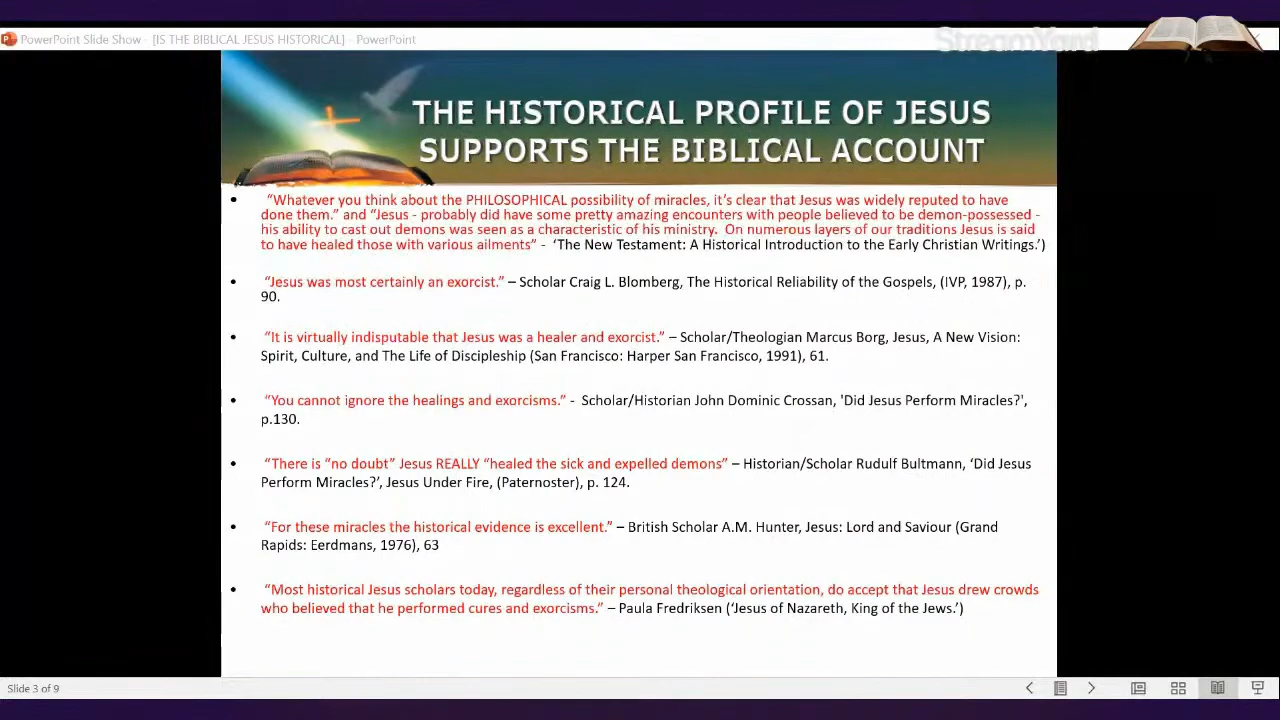 PowerPoint Slide Show - [IS THE BIBLICAL JESUS HISTORICAL] - PowerPoint
StreamYard
THE HISTORICAL PROFILE OF JESUS
SUPPORTS THE BIBLICAL ACCOUNT
• “Whatever you think about the PHILOSOPHICAL possibility of miracles, it’s clear that Jesus was widely reputed to have
done them.” and “Jesus - probably did have some pretty amazing encounters with people believed to be demon-possessed -
his ability to cast out demons was seen as a characteristic of his ministry.  On numerous layers of our traditions Jesus is said
to have healed those with various ailments” -  ‘The New Testament: A Historical Introduction to the Early Christian Writings.’)
• “Jesus was most certainly an exorcist.” – Scholar Craig L. Blomberg, The Historical Reliability of the Gospels, (IVP, 1987), p.
90.
• “It is virtually indisputable that Jesus was a healer and exorcist.” – Scholar/Theologian Marcus Borg, Jesus, A New Vision:
Spirit, Culture, and The Life of Discipleship (San Francisco: Harper San Francisco, 1991), 61.
• “You cannot ignore the healings and exorcisms.” -  Scholar/Historian John Dominic Crossan, 'Did Jesus Perform Miracles?',
p.130.
• “There is “no doubt” Jesus REALLY “healed the sick and expelled demons” – Historian/Scholar Rudulf Bultmann, ‘Did Jesus
Perform Miracles?’, Jesus Under Fire, (Paternoster), p. 124.
• “For these miracles the historical evidence is excellent.” – British Scholar A.M. Hunter, Jesus: Lord and Saviour (Grand
Rapids: Eerdmans, 1976), 63
• “Most historical Jesus scholars today, regardless of their personal theological orientation, do accept that Jesus drew crowds
who believed that he performed cures and exorcisms.” – Paula Fredriksen (‘Jesus of Nazareth, King of the Jews.’)
Slide 3 of 9